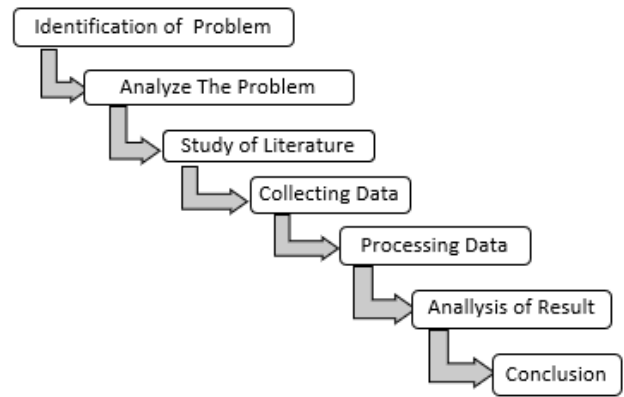 Identification of Problem
Analyze The Problem
Study of Literature
Collecting Data
Processing Data
Anallysis of Result
Conclusion